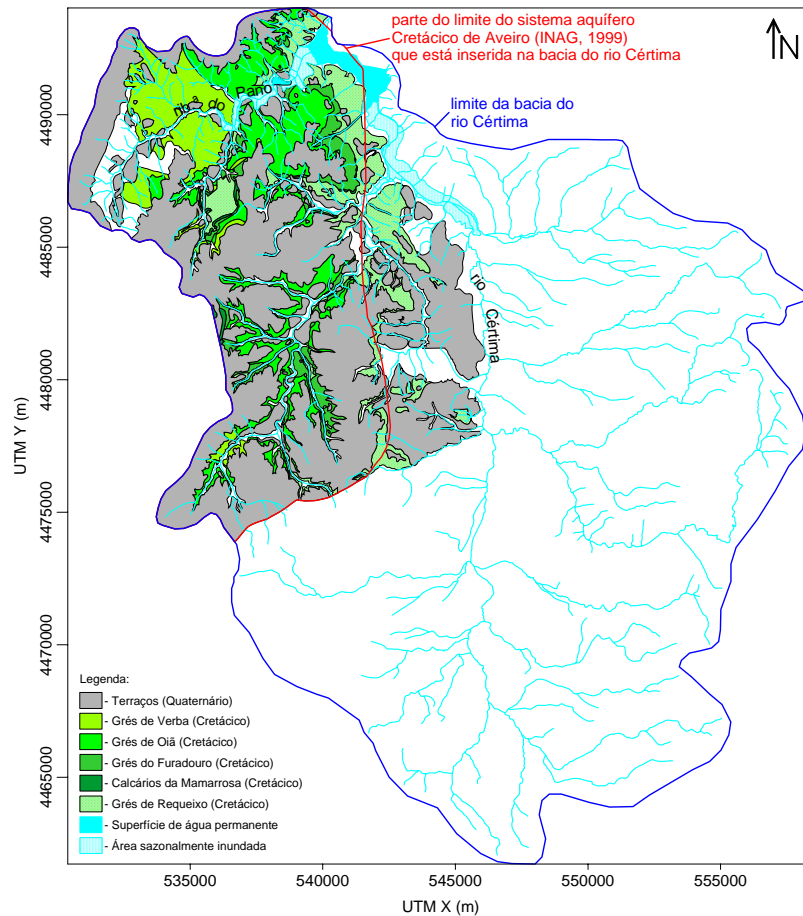 parte do limite do sistema aquífero
Cretácico de Aveiro (INAG, 1999)
que está inserida na bacia do rio Cértima
N
limite da bacia do
rio Cértima
rib.ª do Pano
rio Cértima
UTM Y (m)
4490000
4485000
4480000
4475000
4470000
4465000
Legenda:
- Terraços (Quaternário)
- Grés de Verba (Cretácico)
- Grés de Oiã (Cretácico)
- Grés do Furadouro (Cretácico)
- Calcários da Mamarrosa (Cretácico)
- Grés de Requeixo (Cretácico)
- Superfície de água permanente
- Área sazonalmente inundada
535000 540000 545000 550000 555000
UTM X (m)